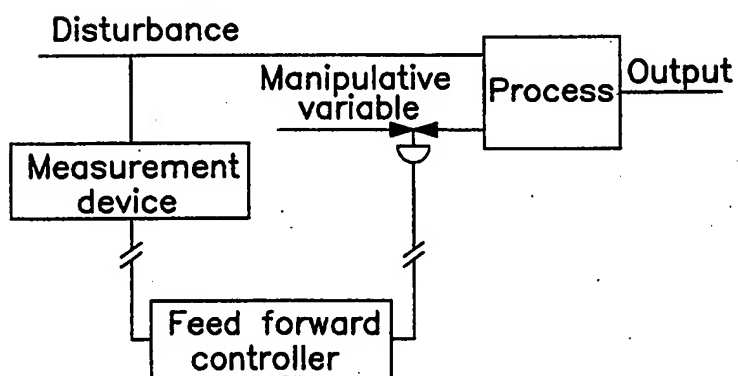 Disturbance
Manipulative
variable
Process
Output
Measurement
device
Feed forward
controller